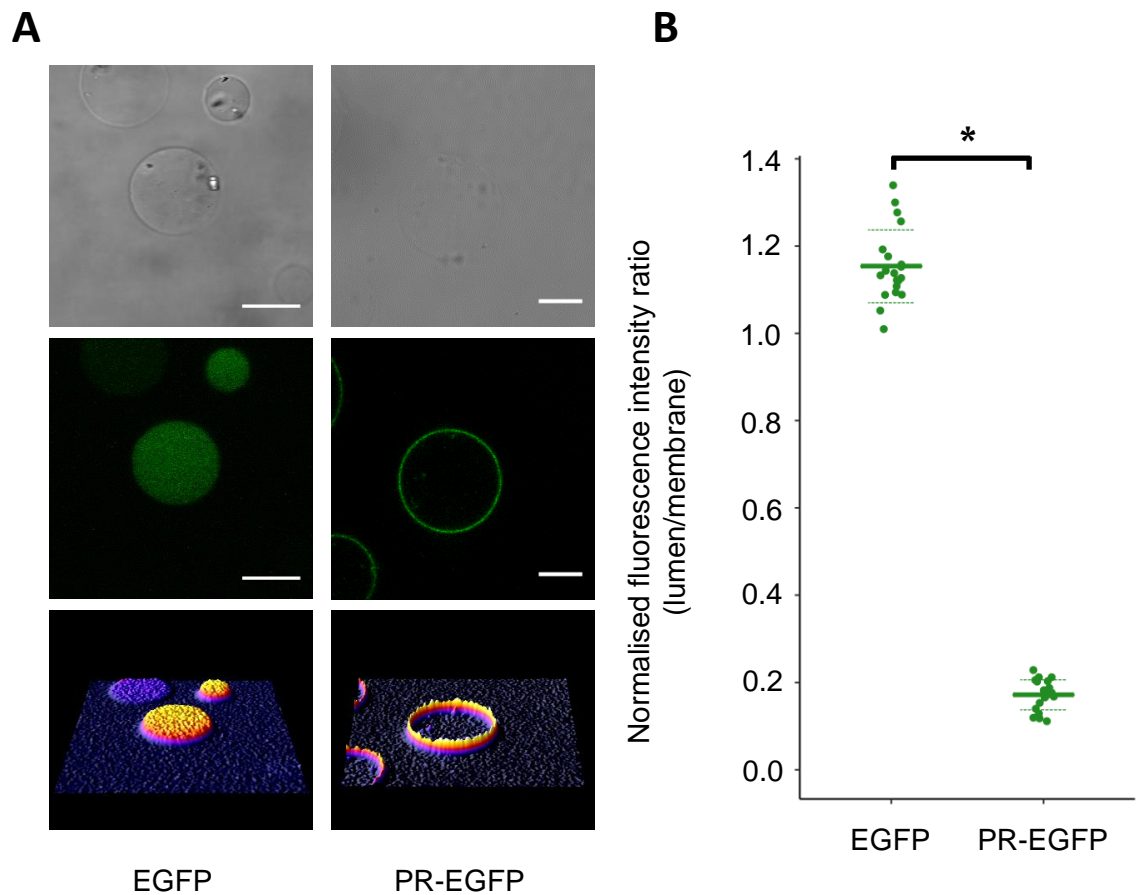 A
B
EGFP
PR-EGFP
Normalised fluorescence intensity ratio
(lumen/membrane)
*
1.4
1.2
1.0
0.8
0.6
0.4
0.2
0.0
EGFP
PR-EGFP